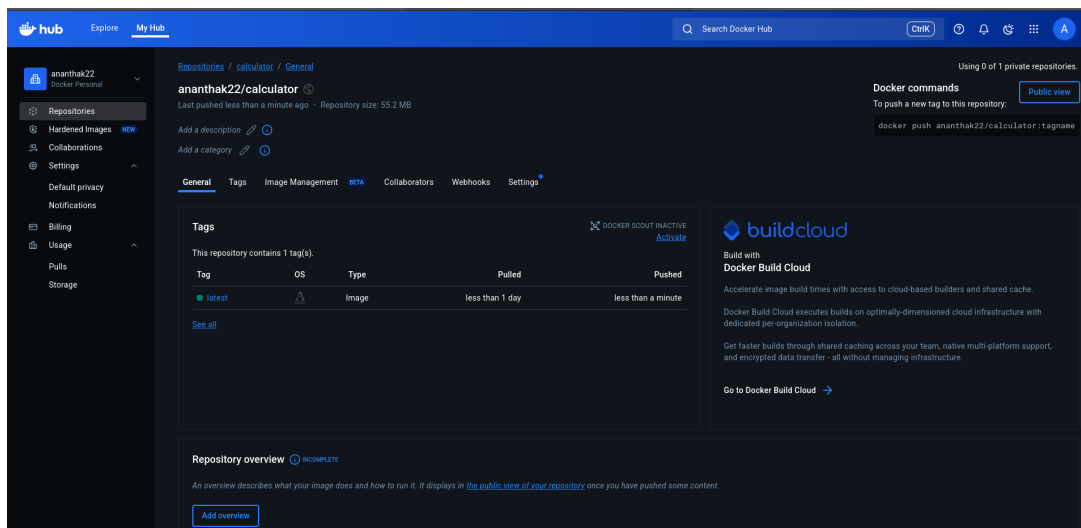 hub
Explore
My Hub
Search Docker Hub
CtrlK
A
ananthak22
Docker Personal
Repositories
Hardened Images NEW
Collaborations
Settings
Default privacy
Notifications
Billing
Usage
Pulls
Storage
Repositories / calculator / General
Using 0 of 1 private repositories.
ananthak22/calculator
Last pushed less than a minute ago · Repository size: 55.2 MB
Add a description
Add a category
Docker commands
Public view
To push a new tag to this repository:
docker push ananthak22/calculator:tagname
General Tags Image Management BETA Collaborators Webhooks Settings
Tags
DOCKER SCOUT INACTIVE
Activate
This repository contains 1 tag(s).
Tag OS Type Pulled Pushed
latest Image less than 1 day less than a minute
See all
buildcloud
Build with
Docker Build Cloud
Accelerate image build times with access to cloud-based builders and shared cache.
Docker Build Cloud executes builds on optimally-dimensioned cloud infrastructure with
dedicated per-organization isolation.
Get faster builds through shared caching across your team, native multi-platform support,
and encrypted data transfer - all without managing infrastructure.
Go to Docker Build Cloud
Repository overview INCOMPLETE
An overview describes what your image does and how to run it. It displays in the public view of your repository once you have pushed some content.
Add overview